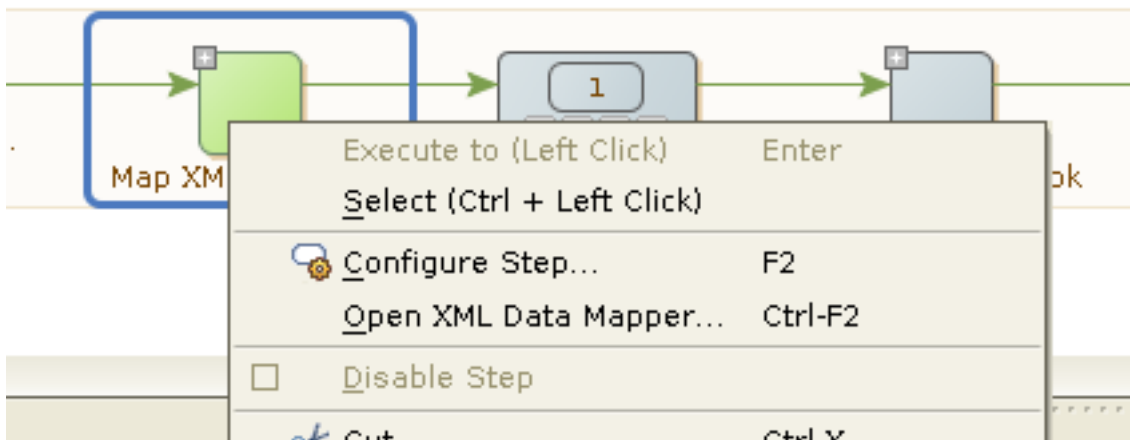 1
Map XM
ok
Execute to (Left Click) Enter
Select (Ctrl + Left Click)
Configure Step... F2
Open XML Data Mapper... Ctrl-F2
Disable Step
Cut Ctrl-X